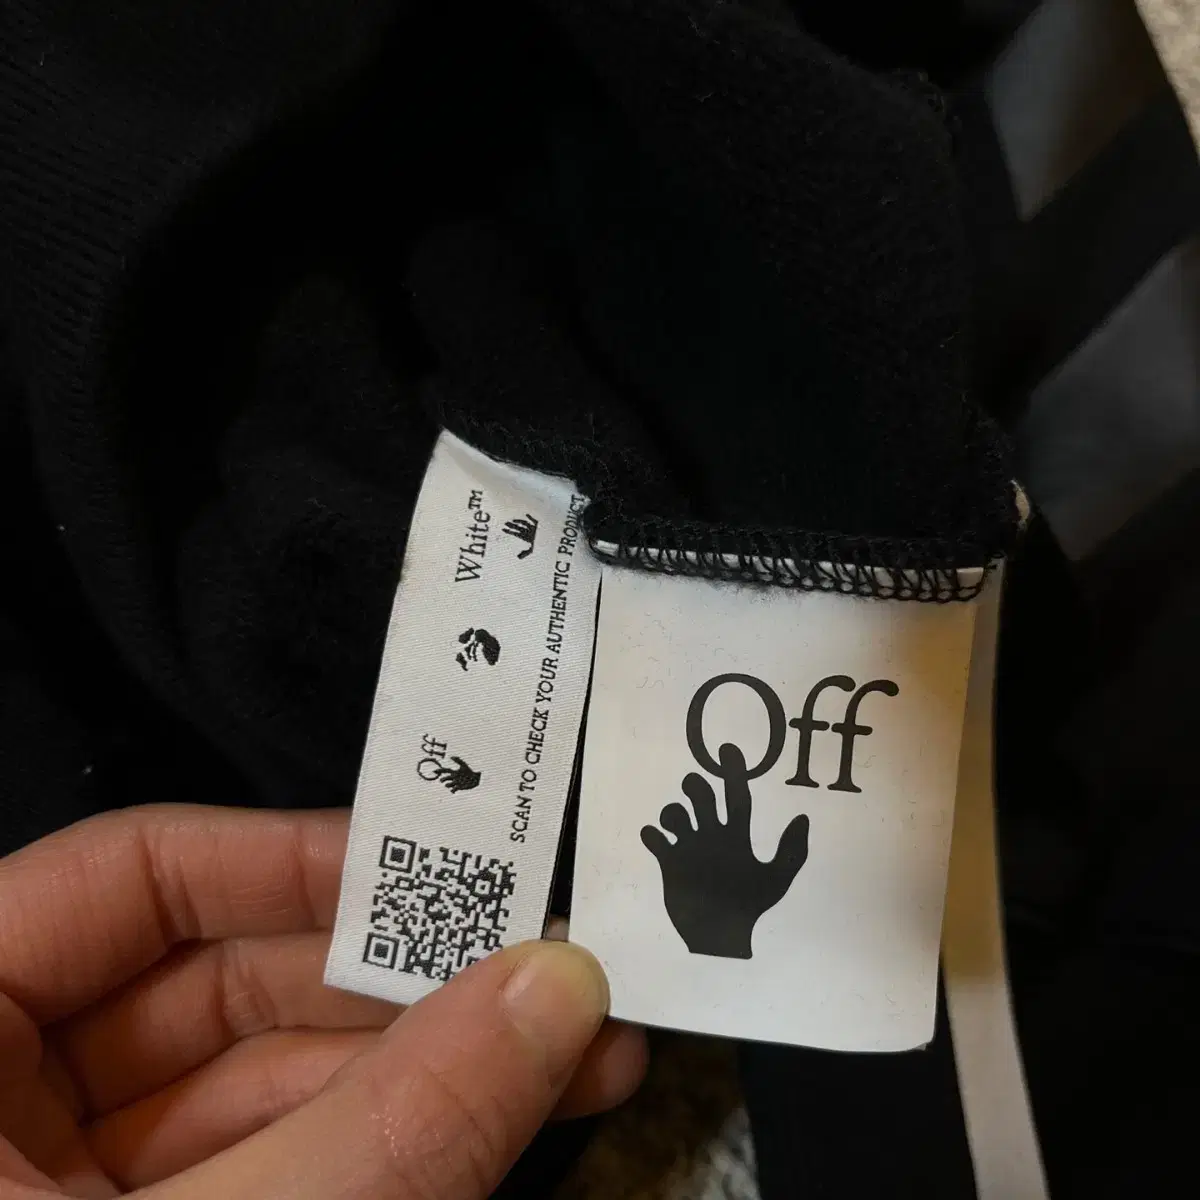 Off White™
SCAN TO CHECK YOUR AUTHENTIC PRODUCT
Off